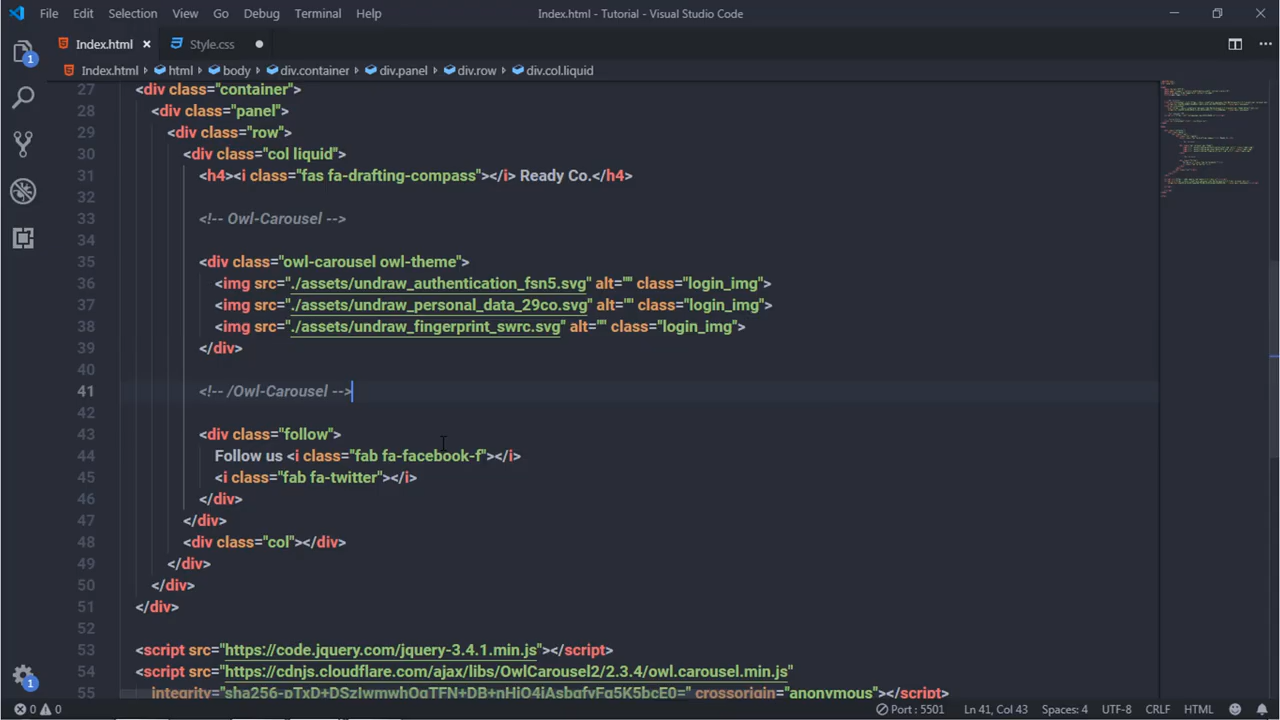 File Edit Selection View Go Debug Terminal Help Index.html - Tutorial - Visual Studio Code
Index.html Style.css
Index.html html body div.container div.panel div.row div.col.liquid
27 <div class="container">
28 <div class="panel">
29 <div class="row">
30 <div class="col liquid">
31 <h4><i class="fas fa-drafting-compass"></i> Ready Co.</h4>
32
33 <!-- Owl-Carousel -->
34
35 <div class="owl-carousel owl-theme">
36 <img src="./assets/undraw_authentication_fsn5.svg" alt="" class="login_img">
37 <img src="./assets/undraw_personal_data_29co.svg" alt="" class="login_img">
38 <img src="./assets/undraw_fingerprint_swrc.svg" alt="" class="login_img">
39 </div>
40
41 <!-- /Owl-Carousel -->
42
43 <div class="follow">
44 Follow us <i class="fab fa-facebook-f"></i>
45 <i class="fab fa-twitter"></i>
46 </div>
47 </div>
48 <div class="col"></div>
49 </div>
50 </div>
51 </div>
52
53 <script src="https://code.jquery.com/jquery-3.4.1.min.js"></script>
54 <script src="https://cdnjs.cloudflare.com/ajax/libs/OwlCarousel2/2.3.4/owl.carousel.min.js"
55 crossorigin="anonymous"></script>
0 0 Port : 5501 Ln 41, Col 43 Spaces: 4 UTF-8 CRLF HTML